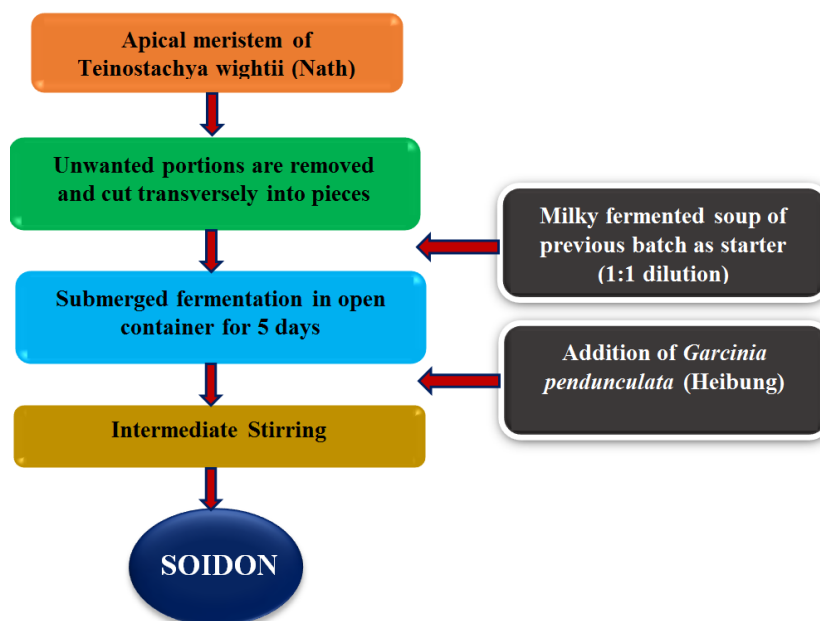 Apical meristem of
Teinostachya wightii (Nath)
Unwanted portions are removed
and cut transversely into pieces
Milky fermented soup of
previous batch as starter
(1:1 dilution)
Submerged fermentation in open
container for 5 days
Addition of Garcinia
pendunculata (Heibung)
Intermediate Stirring
SOIDON